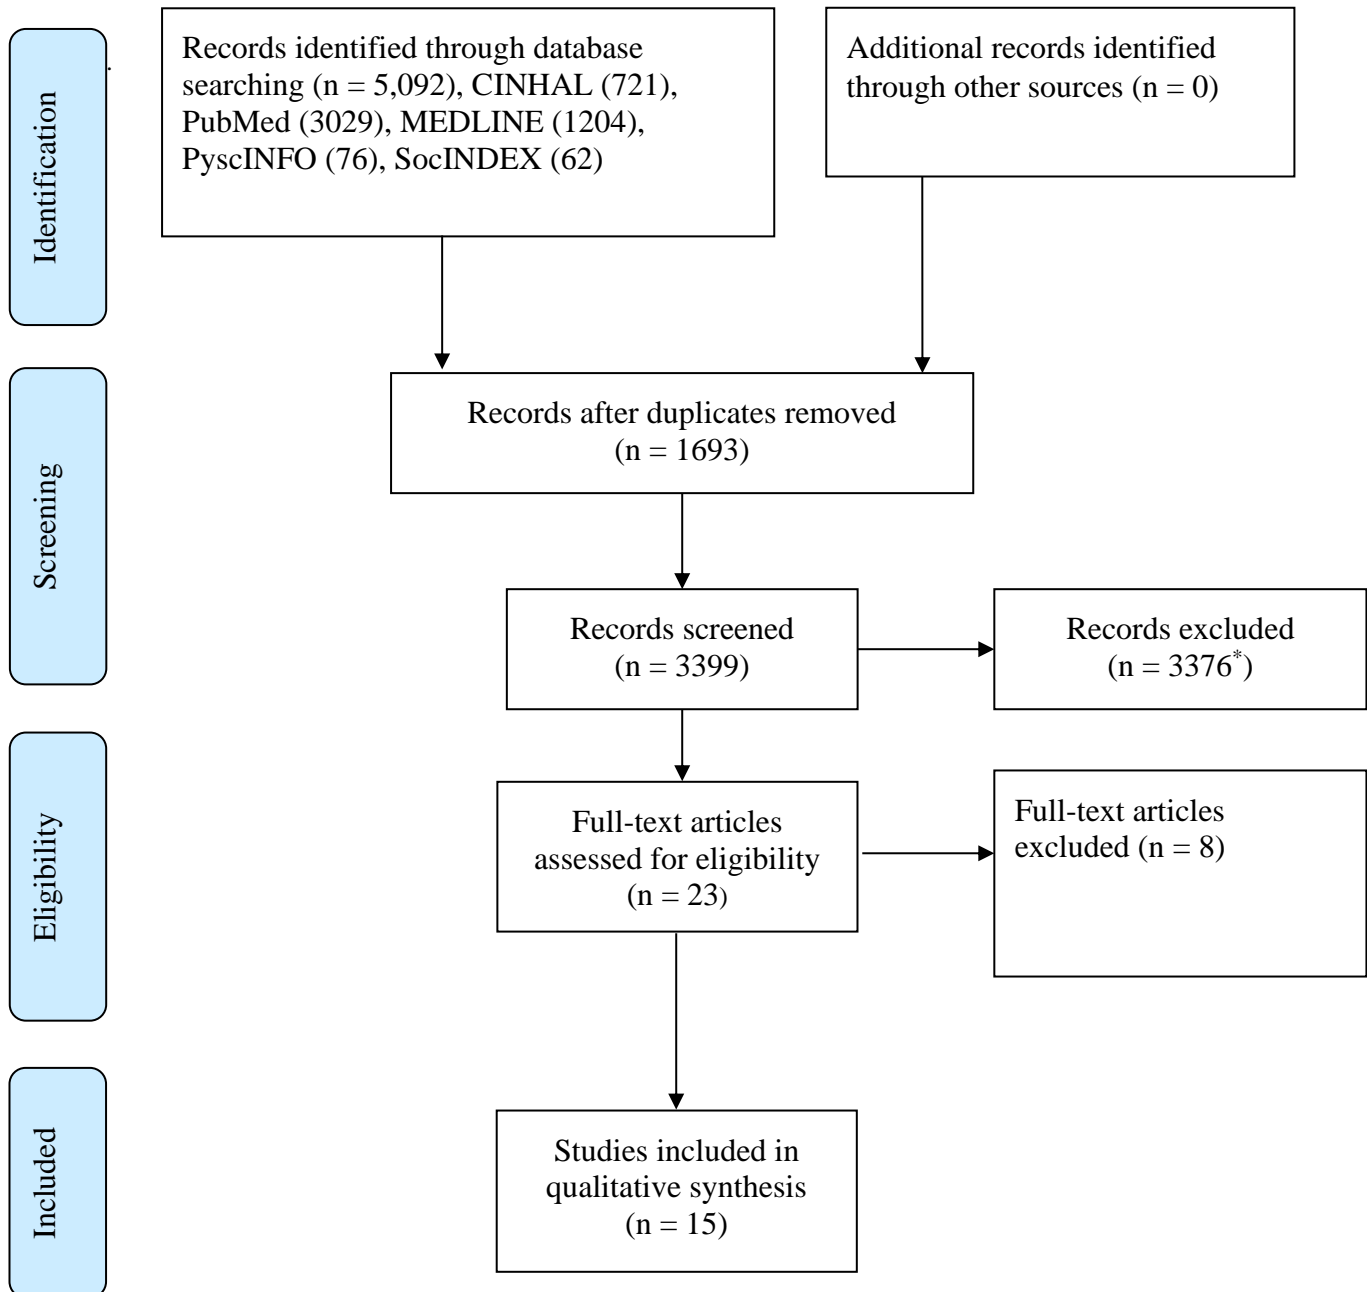 Identification
.
Records identified through database
searching (n = 5,092), CINHAL (721),
PubMed (3029), MEDLINE (1204),
PyscINFO (76), SocINDEX (62)
Additional records identified
through other sources (n = 0)
Screening
Records after duplicates removed
(n = 1693)
Records screened
(n = 3399)
Records excluded
(n = 3376*)
Eligibility
Full-text articles
assessed for eligibility
(n = 23)
Full-text articles
excluded (n = 8)
Included
Studies included in
qualitative synthesis
(n = 15)